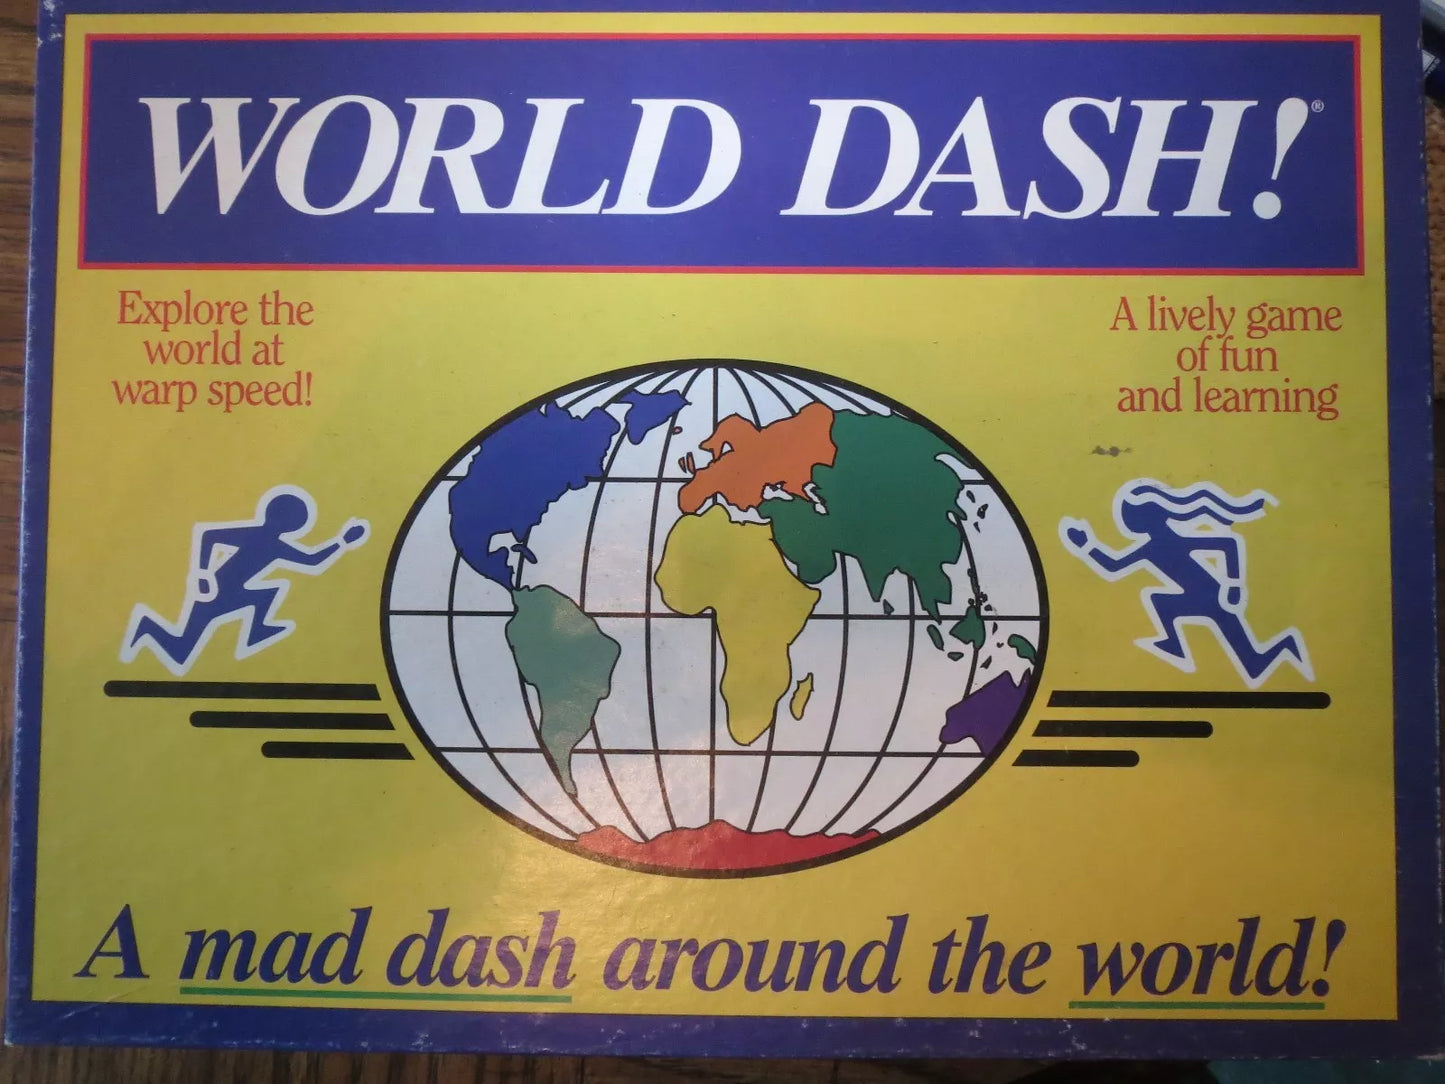 WORLD DASH!®
Explore the
world at
warp speed!
A lively game
of fun
and learning
A mad dash around the world!